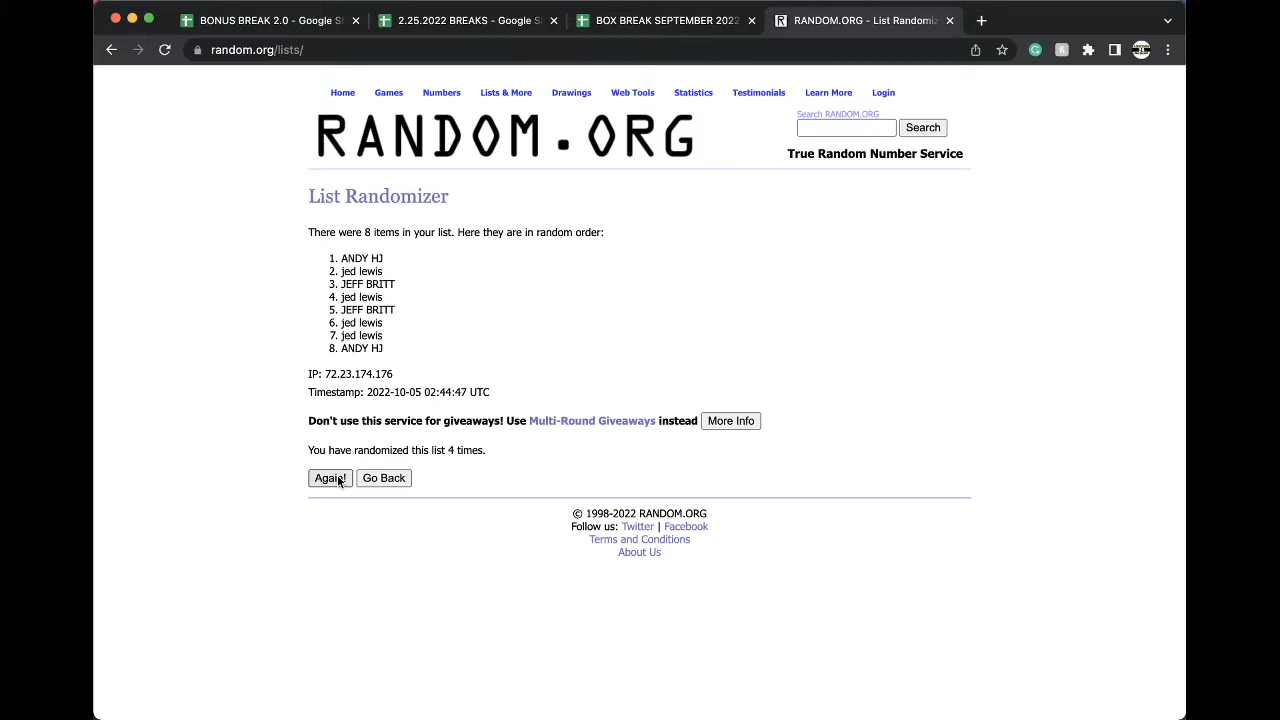 BONUS BREAK 2.0 - Google S
2.25.2022 BREAKS - Google S
BOX BREAK SEPTEMBER 2022
RANDOM.ORG - List Randomiz
random.org/lists/
Home Games Numbers Lists & More Drawings Web Tools Statistics Testimonials Learn More Login
RANDOM.ORG
Search RANDOM.ORG
Search
True Random Number Service
List Randomizer
There were 8 items in your list. Here they are in random order:
1. ANDY HJ
2. jed lewis
3. JEFF BRITT
4. jed lewis
5. JEFF BRITT
6. jed lewis
7. jed lewis
8. ANDY HJ
IP: 72.23.174.176
Timestamp: 2022-10-05 02:44:47 UTC
Don't use this service for giveaways! Use Multi-Round Giveaways instead More Info
You have randomized this list 4 times.
Again! Go Back
© 1998-2022 RANDOM.ORG
Follow us: Twitter | Facebook
Terms and Conditions
About Us